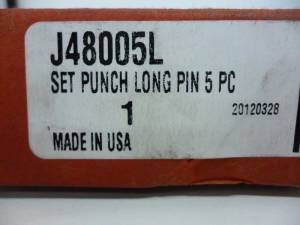 J48005L
SET PUNCH LONG PIN 5 PC
1 20120328
MADE IN USA